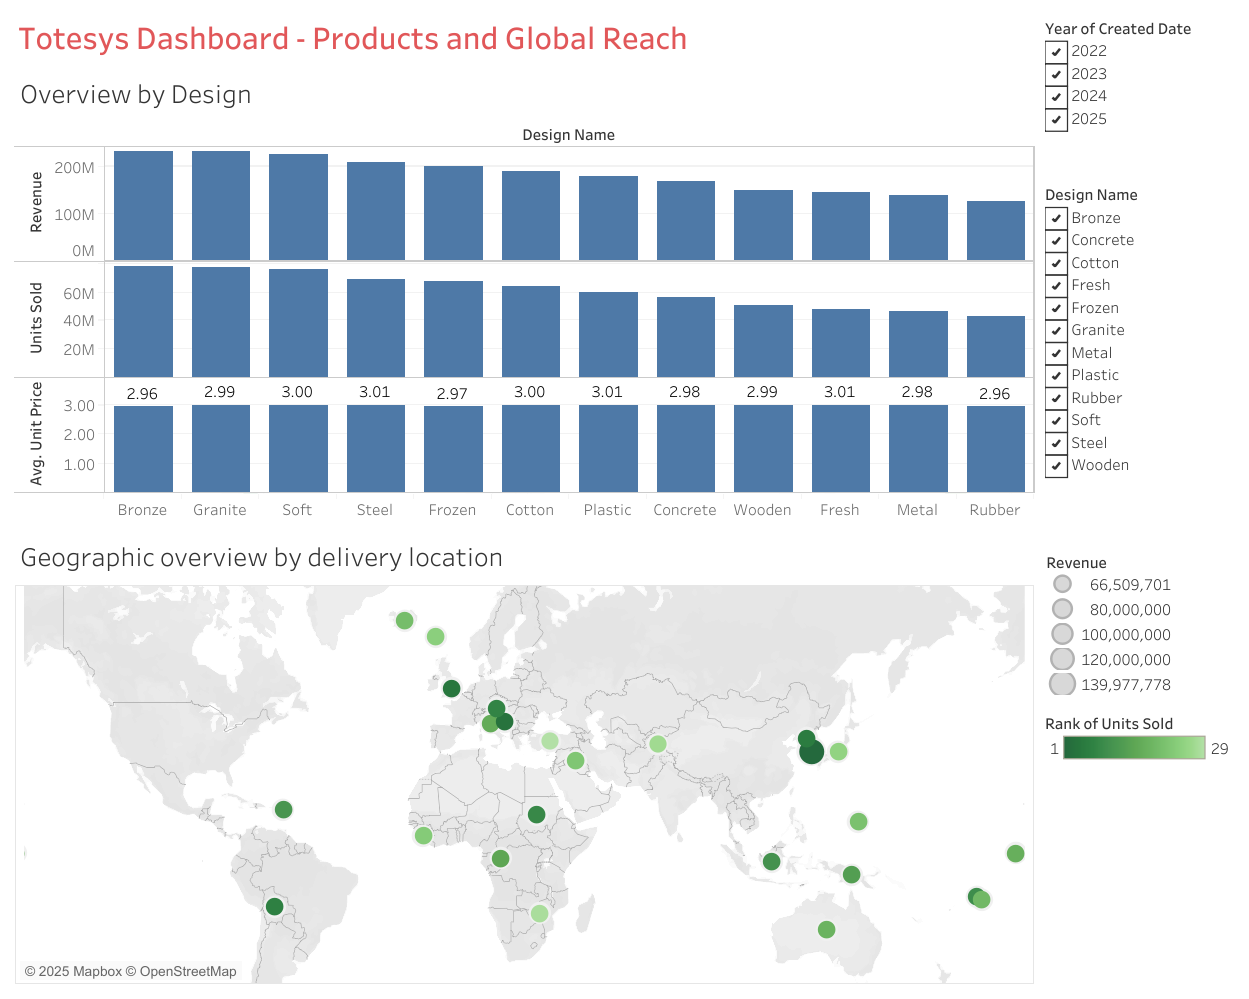 Totesys Dashboard - Products and Global Reach
Overview by Design
Design Name
Revenue
200M
100M
0M
Units Sold
60M
40M
20M
Avg. Unit Price
3.00
2.00
1.00
2.96 2.99 3.00 3.01 2.97 3.00 3.01 2.98 2.99 3.01 2.98 2.96
Bronze Granite Soft Steel Frozen Cotton Plastic Concrete Wooden Fresh Metal Rubber
Year of Created Date
2022
2023
2024
2025
Design Name
Bronze
Concrete
Cotton
Fresh
Frozen
Granite
Metal
Plastic
Rubber
Soft
Steel
Wooden
Geographic overview by delivery location
© 2025 Mapbox © OpenStreetMap
Revenue
66,509,701
80,000,000
100,000,000
120,000,000
139,977,778
Rank of Units Sold
1 29